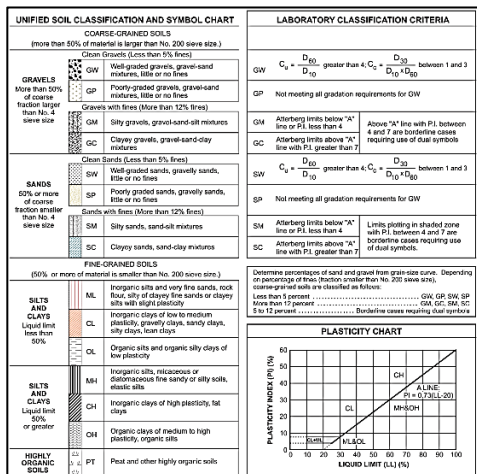 UNIFIED SOIL CLASSIFICATION AND SYMBOL CHART
COARSE-GRAINED SOILS
(more than 50% of material is larger than No. 200 sieve size.)
Clean Gravels (Less than 5% fines)
GRAVELS
More than 50%
of coarse
fraction larger
than No. 4
sieve size
GW
Well-graded gravels, gravel-sand
mixtures, little or no fines
GP
Poorly-graded gravels, gravel-sand
mixtures, little or no fines
Gravels with fines (More than 12% fines)
GM
Silty gravels, gravel-sand-silt mixtures
GC
Clayey gravels, gravel-sand-clay
mixtures
Clean Sands (Less than 5% fines)
SANDS
50% or more
of coarse
fraction smaller
than No. 4
sieve size
SW
Well-graded sands, gravelly sands,
little or no fines
SP
Poorly graded sands, gravelly sands,
little or no fines
Sands with fines (More than 12% fines)
SM
Silty sands, sand-silt mixtures
SC
Clayey sands, sand-clay mixtures
FINE-GRAINED SOILS
(50% or more of material is smaller than No. 200 sieve size.)
SILTS
AND
CLAYS
Liquid limit
less than
50%
ML
Inorganic silts and very fine sands, rock
flour, silty of clayey fine sands or clayey
silts with slight plasticity
CL
Inorganic clays of low to medium
plasticity, gravelly clays, sandy clays,
silty clays, lean clays
OL
Organic silts and organic silty clays of
low plasticity
SILTS
AND
CLAYS
Liquid limit
50%
or greater
MH
Inorganic silts, micaceous or
diatomaceous fine sandy or silty soils,
elastic silts
CH
Inorganic clays of high plasticity, fat
clays
OH
Organic clays of medium to high
plasticity, organic silts
HIGHLY
ORGANIC
SOILS
PT
Peat and other highly organic soils
LABORATORY CLASSIFICATION CRITERIA
GW
Cu = D60 / D10 greater than 4; Cc = D30 / D10 x D60 between 1 and 3
GP
Not meeting all gradation requirements for GW
GM
Atterberg limits below "A"
line or P.I. less than 4
GC
Atterberg limits above "A"
line with P.I. greater than 7
Above "A" line with P.I. between
4 and 7 are borderline cases
requiring use of dual symbols
SW
Cu = D60 / D10 greater than 4; Cc = D30 / D10 x D60 between 1 and 3
SP
Not meeting all gradation requirements for GW
SM
Atterberg limits below "A"
line or P.I. less than 4
SC
Atterberg limits above "A"
line with P.I. greater than 7
Limits plotting in shaded zone
with P.I. between 4 and 7 are
borderline cases requiring use
of dual symbols.
Determine percentages of sand and gravel from grain-size curve. Depending
on percentage of fines (fraction smaller than No. 200 sieve size),
coarse-grained soils are classified as follows:
Less than 5 percent .......... GW, GP, SW, SP
More than 12 percent .......... GM, GC, SM, SC
5 to 12 percent .......... Borderline cases requiring dual symbols
PLASTICITY CHART
PLASTICITY INDEX (PI) (%)
60
50
40
30
20
10
0
CH
A LINE:
PI = 0.73(LL-20)
CL
MH&OH
CL+ML
ML&OL
0 10 20 30 40 50 60 70 80 90 100
LIQUID LIMIT (LL) (%)